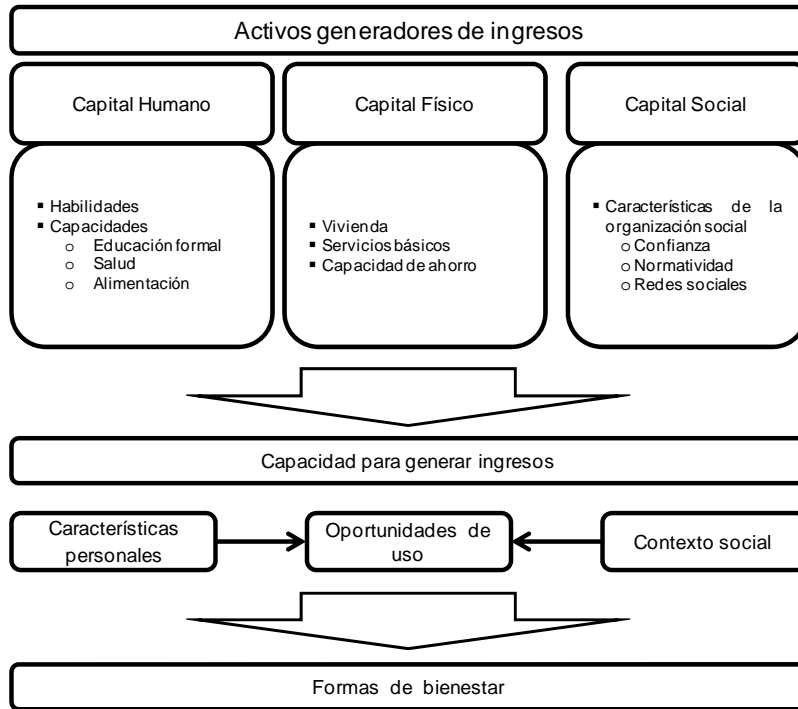 Activos generadores de ingresos
Capital Humano
Capital Físico
Capital Social
▪ Habilidades
▪ Capacidades
o Educación formal
o Salud
o Alimentación
▪ Vivienda
▪ Servicios básicos
▪ Capacidad de ahorro
▪ Características de la
organización social
o Confianza
o Normatividad
o Redes sociales
Capacidad para generar ingresos
Características
personales
Oportunidades de
uso
Contexto social
Formas de bienestar